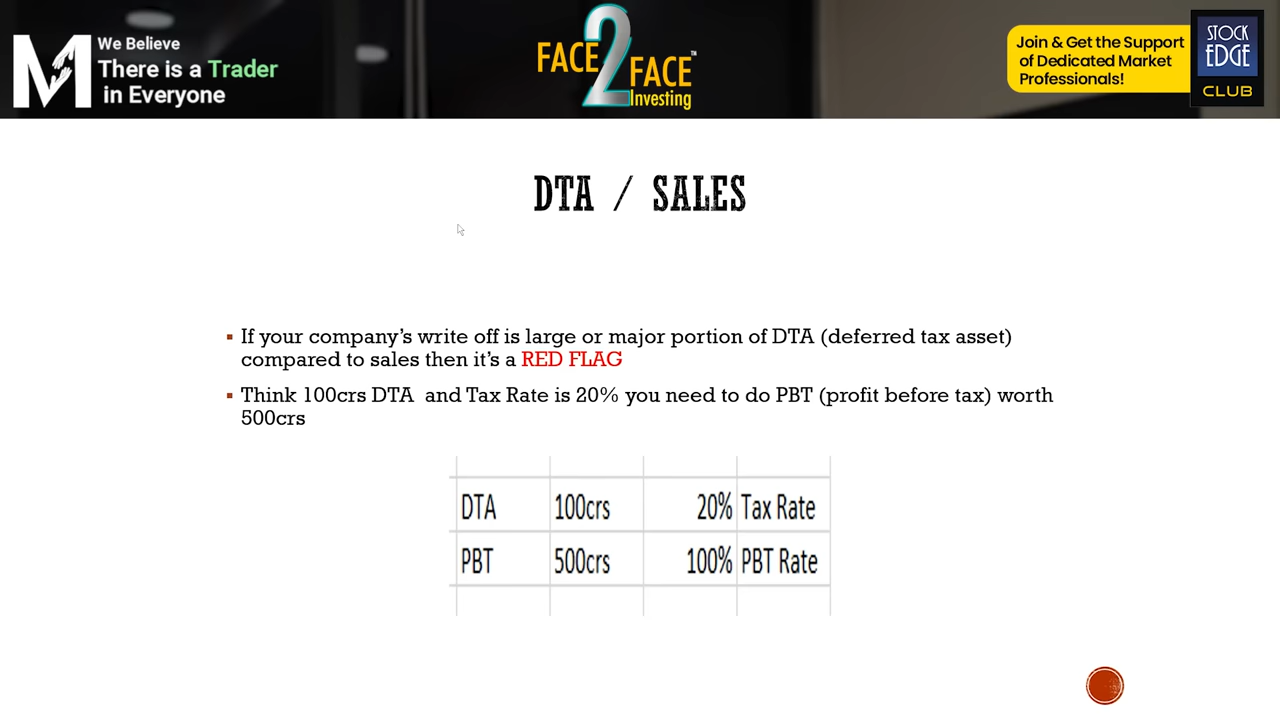 We Believe
There is a Trader
in Everyone
FACE 2 FACE ™
Investing
Join & Get the Support
of Dedicated Market
Professionals!
STOCK
EDGE
CLUB
DTA / SALES
▪ If your company’s write off is large or major portion of DTA (deferred tax asset)
compared to sales then it’s a RED FLAG
▪ Think 100crs DTA and Tax Rate is 20% you need to do PBT (profit before tax) worth
500crs
DTA 100crs 20% Tax Rate
PBT 500crs 100% PBT Rate